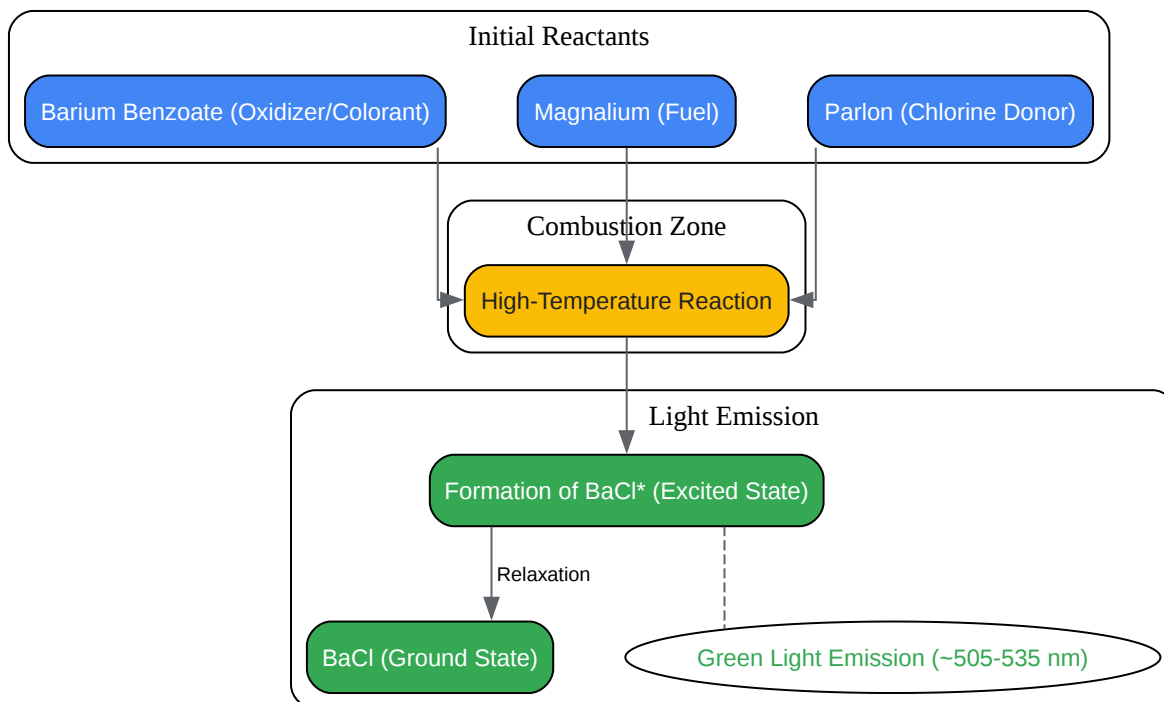 Initial Reactants
Barium Benzoate (Oxidizer/Colorant)
Magnalium (Fuel)
Parlon (Chlorine Donor)
Combustion Zone
High-Temperature Reaction
Light Emission
Formation of BaCl* (Excited State)
Relaxation
BaCl (Ground State)
Green Light Emission (~505-535 nm)